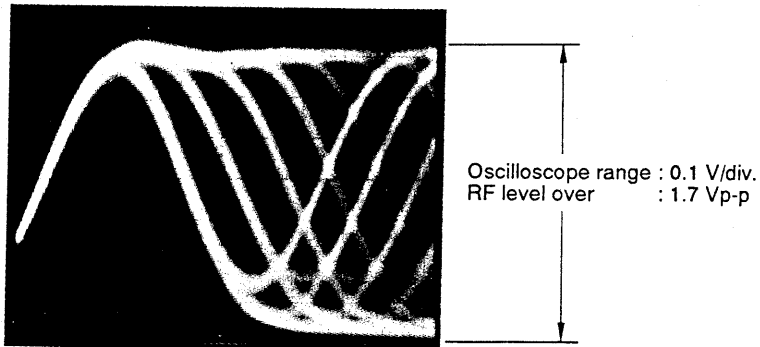 Oscilloscope range : 0.1 V/div.
RF level over : 1.7 Vp-p